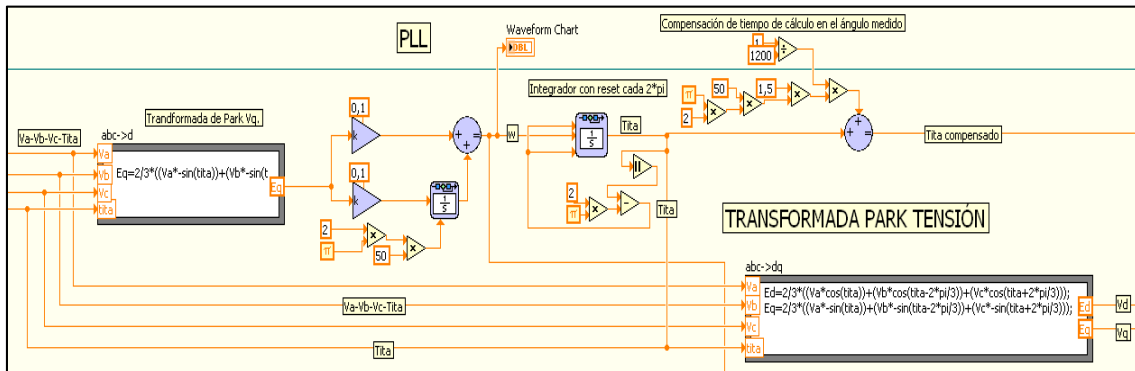 Compensación de tiempo de cálculo en el ángulo medido
PLL
Waveform Chart
DBL
1
1200
÷
Integrador con reset cada 2*pi
50
1,5
π
2
Transformada de Park Vq.
0,1
Va-Vb-Vc-Tita
abc->d
w
Tita
1/S
Tita compensado
Va
Vb
Vc
tita
Eq=2/3*((Va*-sin(tita))+(Vb*-sin(t
Eq
k
0,1
k
1/S
2
π
50
2
π
Tita
TRANSFORMADA PARK TENSIÓN
abc->dq
Va
Vb
Vc
tita
Ed=2/3*((Va*cos(tita))+(Vb*cos(tita-2*pi/3))+(Vc*cos(tita+2*pi/3)));
Eq=2/3*((Va*-sin(tita))+(Vb*-sin(tita-2*pi/3))+(Vc*-sin(tita+2*pi/3)));
Ed
Eq
Vd
Vq
Va-Vb-Vc-Tita
Tita